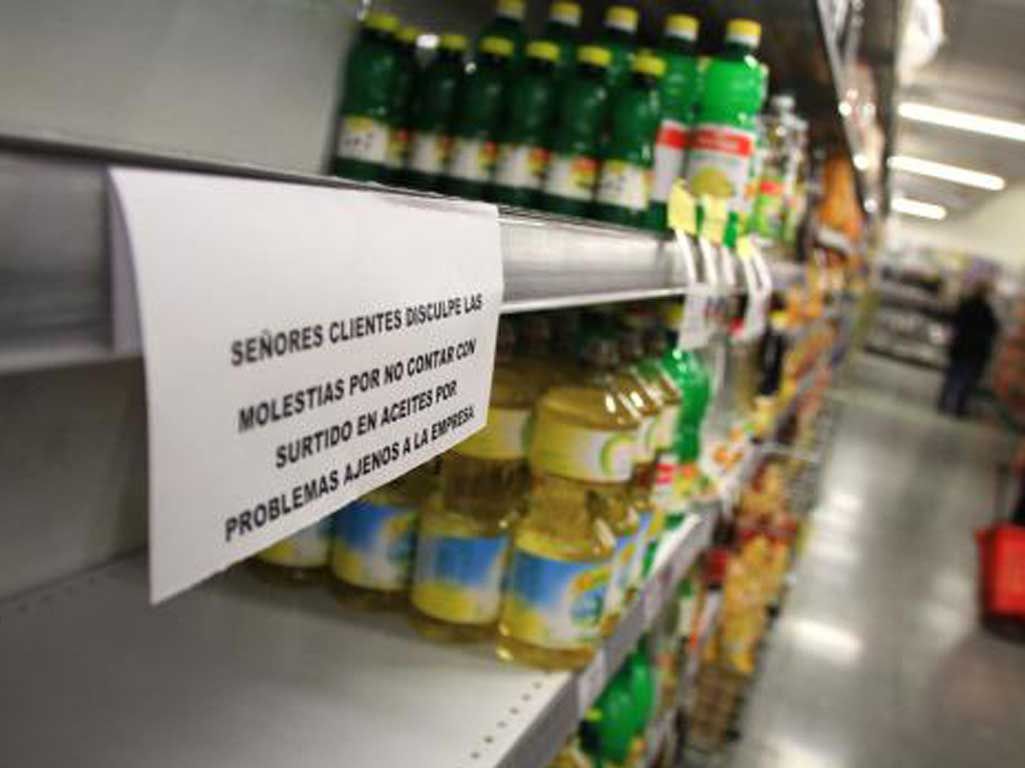 SEÑORES CLIENTES DISCULPE LAS
MOLESTIAS POR NO CONTAR CON
SURTIDO EN ACEITES POR
PROBLEMAS AJENOS A LA EMPRESA